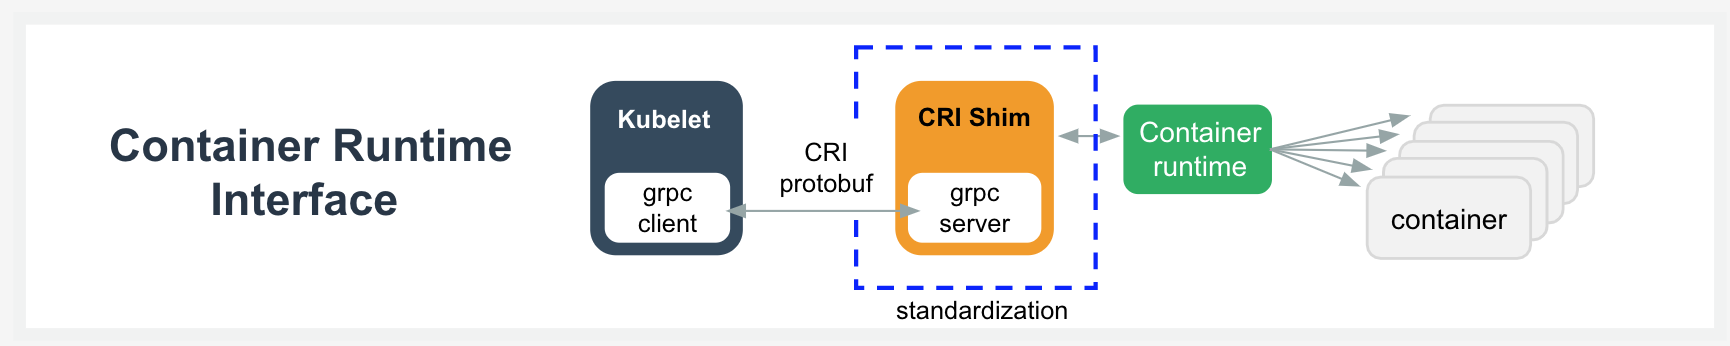 Container Runtime
Interface
Kubelet
grpc
client
CRI
protobuf
CRI Shim
grpc
server
standardization
Container
runtime
container